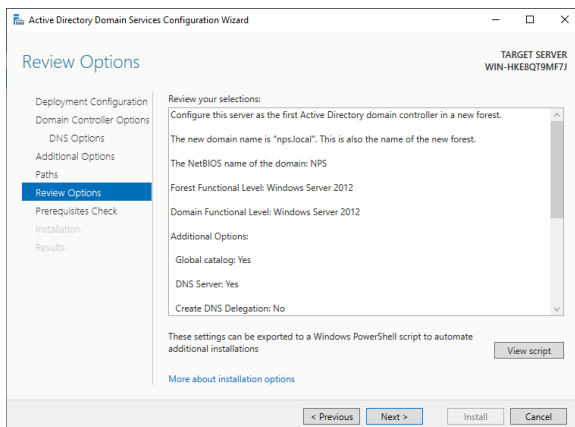 Active Directory Domain Services Configuration Wizard
Review Options
TARGET SERVER
WIN-HKE8QT9MF7J
Deployment Configuration
Domain Controller Options
DNS Options
Additional Options
Paths
Review Options
Prerequisites Check
Installation
Results
Review your selections:
Configure this server as the first Active Directory domain controller in a new forest.
The new domain name is "nps.local". This is also the name of the new forest.
The NetBIOS name of the domain: NPS
Forest Functional Level: Windows Server 2012
Domain Functional Level: Windows Server 2012
Additional Options:
Global catalog: Yes
DNS Server: Yes
Create DNS Delegation: No
These settings can be exported to a Windows PowerShell script to automate
additional installations
View script
More about installation options
< Previous
Next >
Install
Cancel